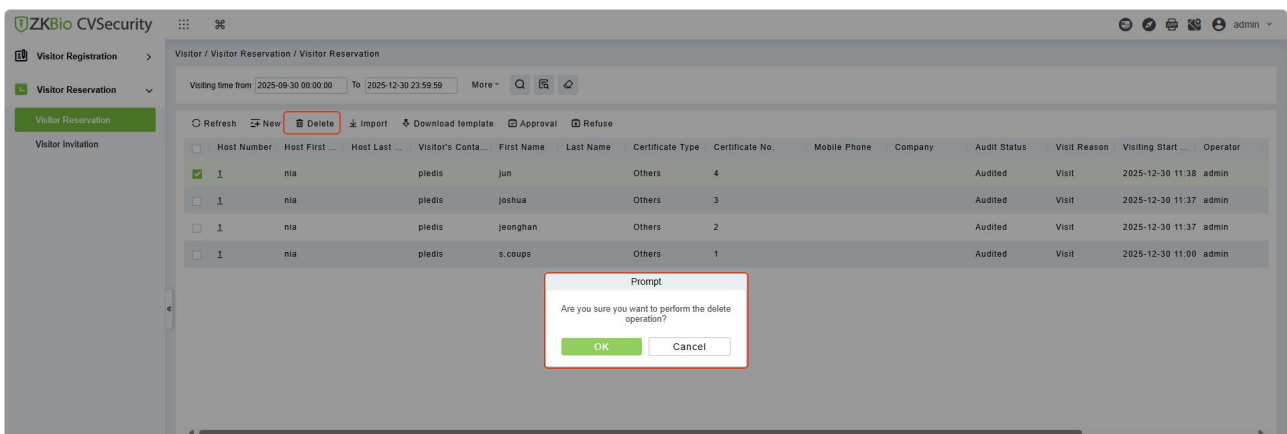 ZKBio CVSecurity
admin
Visitor Registration
Visitor / Visitor Reservation / Visitor Reservation
Visitor Reservation
Visiting time from 2025-09-30 00:00:00 To 2025-12-30 23:59:59 More
Visitor Reservation
Visitor Invitation
Refresh New Delete Import Download template Approval Refuse
Host Number Host First ... Host Last ... Visitor's Conta... First Name Last Name Certificate Type Certificate No. Mobile Phone Company Audit Status Visit Reason Visiting Start ... Operator
1 nia pledis jun Others 4 Audited Visit 2025-12-30 11:38 admin
1 nia pledis joshua Others 3 Audited Visit 2025-12-30 11:37 admin
1 nia pledis jeonghan Others 2 Audited Visit 2025-12-30 11:37 admin
1 nia pledis s.coups Others 1 Audited Visit 2025-12-30 11:00 admin
Prompt
Are you sure you want to perform the delete
operation?
OK Cancel